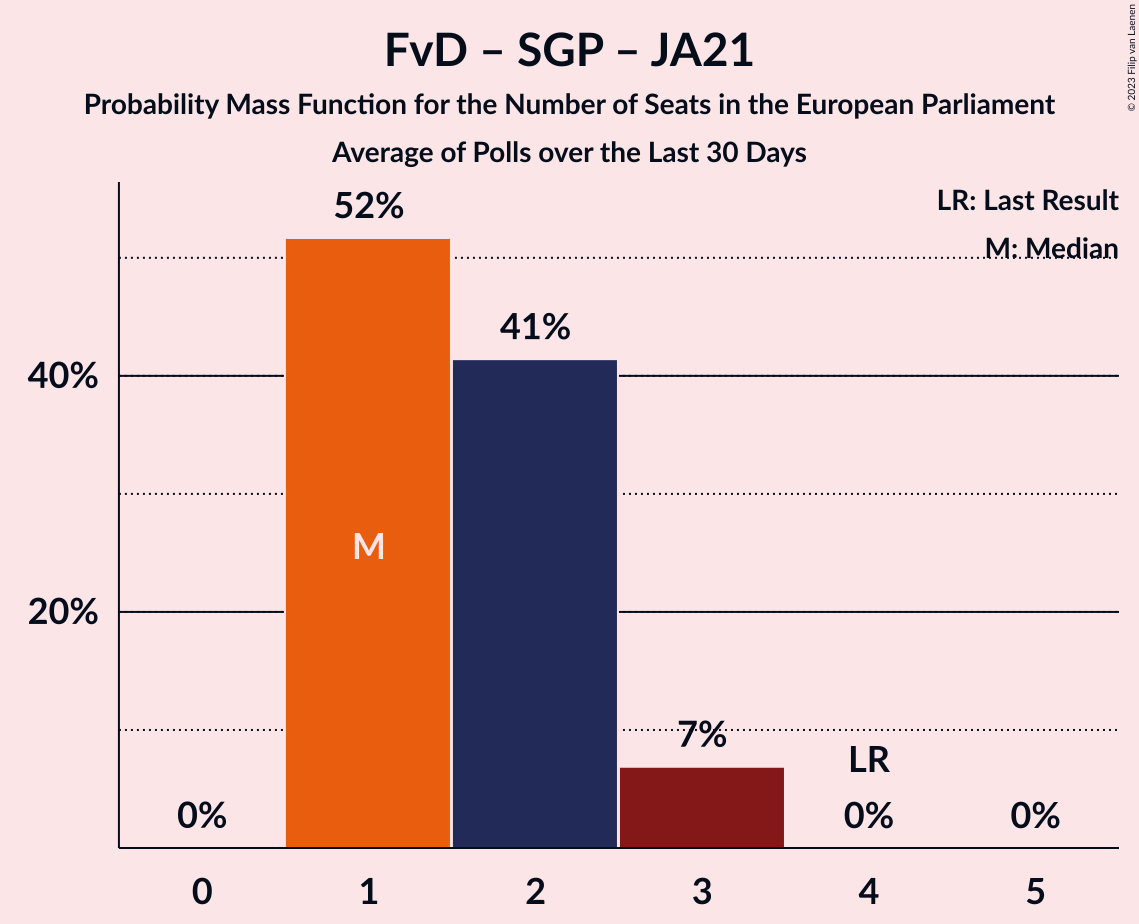 FvD – SGP – JA21
Probability Mass Function for the Number of Seats in the European Parliament
Average of Polls over the Last 30 Days
© 2023 Filip van Laenen
LR: Last Result
M: Median
52%
41%
40%
M
20%
7%
LR
0%
0%
0%
0 1 2 3 4 5